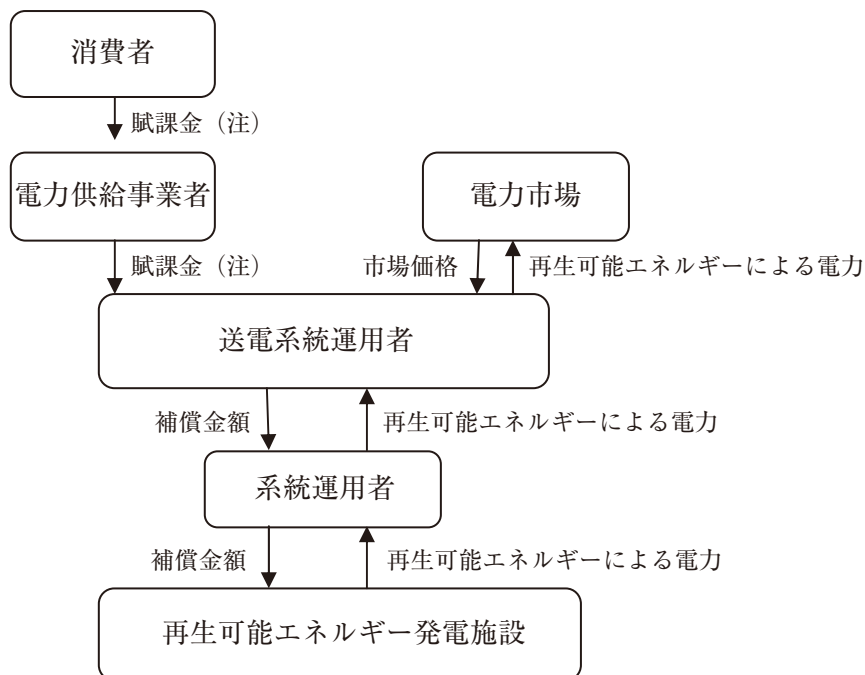 消費者
賦課金（注）
電力供給事業者
電力市場
賦課金（注）
市場価格
再生可能エネルギーによる電力
送電系統運用者
補償金額
再生可能エネルギーによる電力
系統運用者
補償金額
再生可能エネルギーによる電力
再生可能エネルギー発電施設